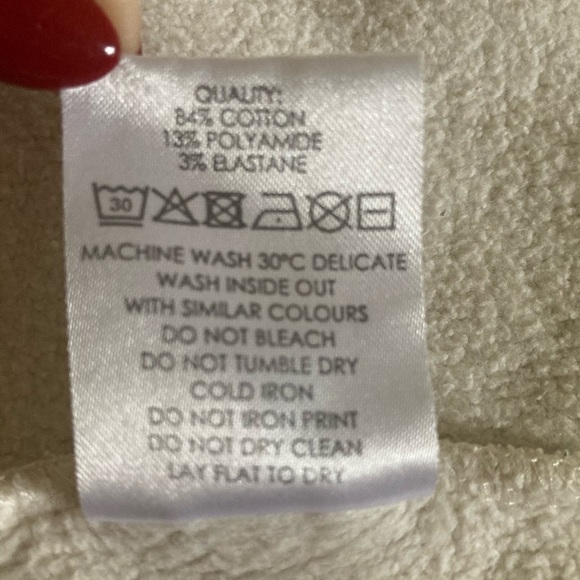 QUALITY:
84% COTTON
13% POLYAMIDE
3% ELASTANE
30
MACHINE WASH 30°C DELICATE
WASH INSIDE OUT
WITH SIMILAR COLOURS
DO NOT BLEACH
DO NOT TUMBLE DRY
COLD IRON
DO NOT IRON PRINT
DO NOT DRY CLEAN
LAY FLAT TO DRY